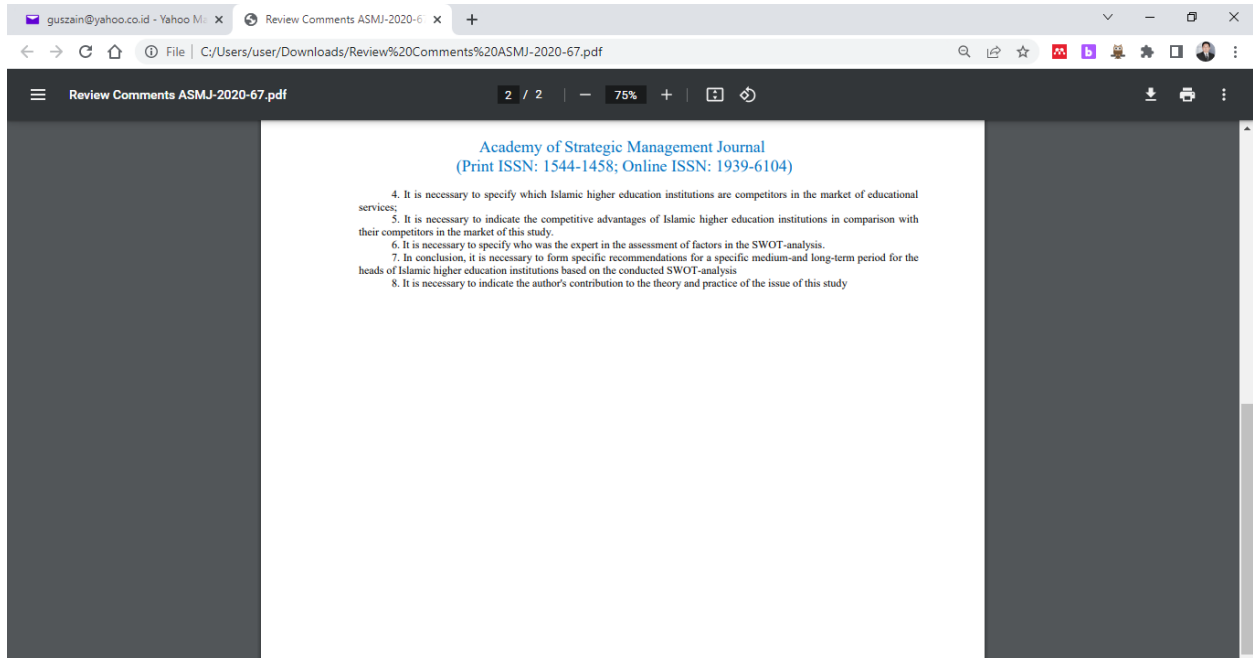 guszain@yahoo.co.id - Yahoo Ma
Review Comments ASMJ-2020-6
File
C:/Users/user/Downloads/Review%20Comments%20ASMJ-2020-67.pdf
b
Review Comments ASMJ-2020-67.pdf
2 / 2
75%
Academy of Strategic Management Journal
(Print ISSN: 1544-1458; Online ISSN: 1939-6104)
4. It is necessary to specify which Islamic higher education institutions are competitors in the market of educational
services;
5. It is necessary to indicate the competitive advantages of Islamic higher education institutions in comparison with
their competitors in the market of this study.
6. It is necessary to specify who was the expert in the assessment of factors in the SWOT-analysis.
7. In conclusion, it is necessary to form specific recommendations for a specific medium-and long-term period for the
heads of Islamic higher education institutions based on the conducted SWOT-analysis
8. It is necessary to indicate the author's contribution to the theory and practice of the issue of this study